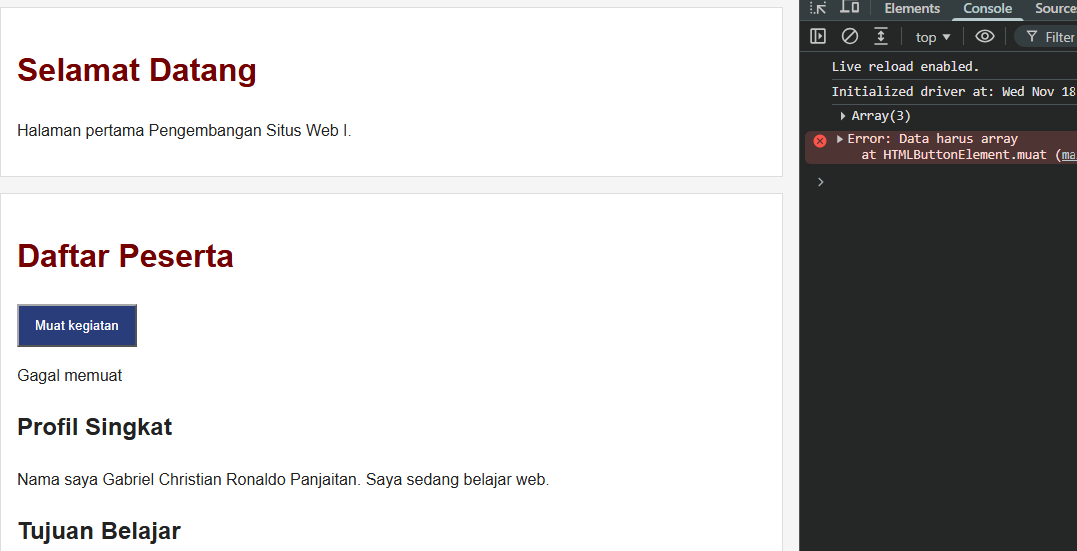 Selamat Datang
Halaman pertama Pengembangan Situs Web I.
Daftar Peserta
Muat kegiatan
Gagal memuat
Profil Singkat
Nama saya Gabriel Christian Ronaldo Panjaitan. Saya sedang belajar web.
Tujuan Belajar
Elements Console Source
top Filter
Live reload enabled.
Initialized driver at: Wed Nov 18
Array(3)
Error: Data harus array
at HTMLButtonElement.muat (ma